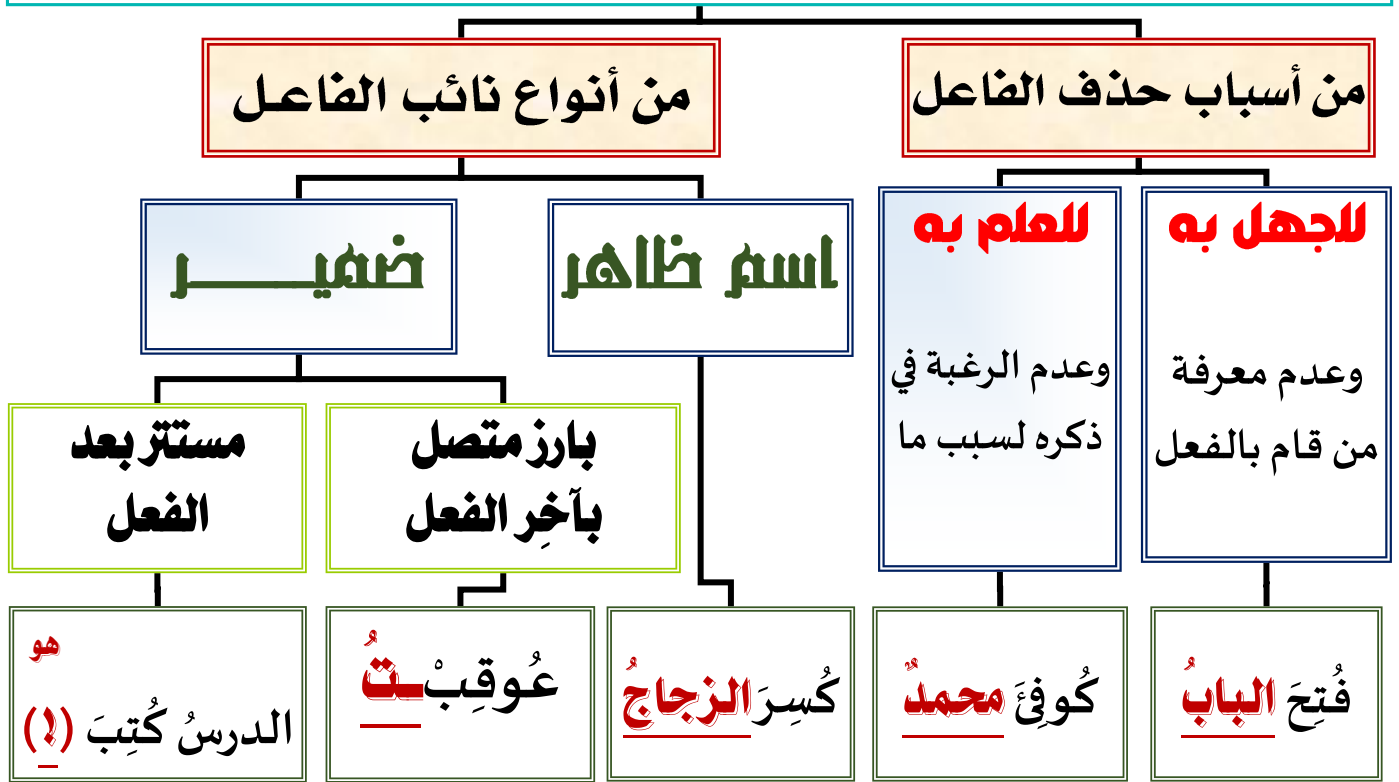 من أسباب حذف الفاعل
من أنواع نائب الفاعل
للجهل به
وعدم معرفة
من قام بالفعل
للعلم به
وعدم الرغبة في
ذكره لسبب ما
اسم ظاهر
ضميـــــر
بارز متصل
بآخِر الفعل
مستتر بعد
الفعل
فُتِحَ البابُ
كُوفِئَ محمدٌ
كُسِرَ الزجاجُ
عُوقِبْـتُ
هو
الدرسُ كُتِبَ (!)